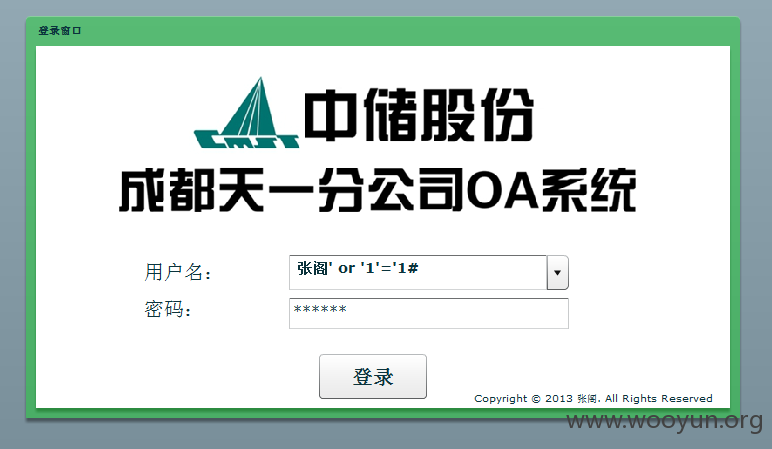 登录窗口
CMST
中储股份
成都天一分公司OA系统
用户名：
张阁' or '1'='1#
密码：
******
登录
Copyright © 2013 张阁. All Rights Reserved
www.wooyun.org